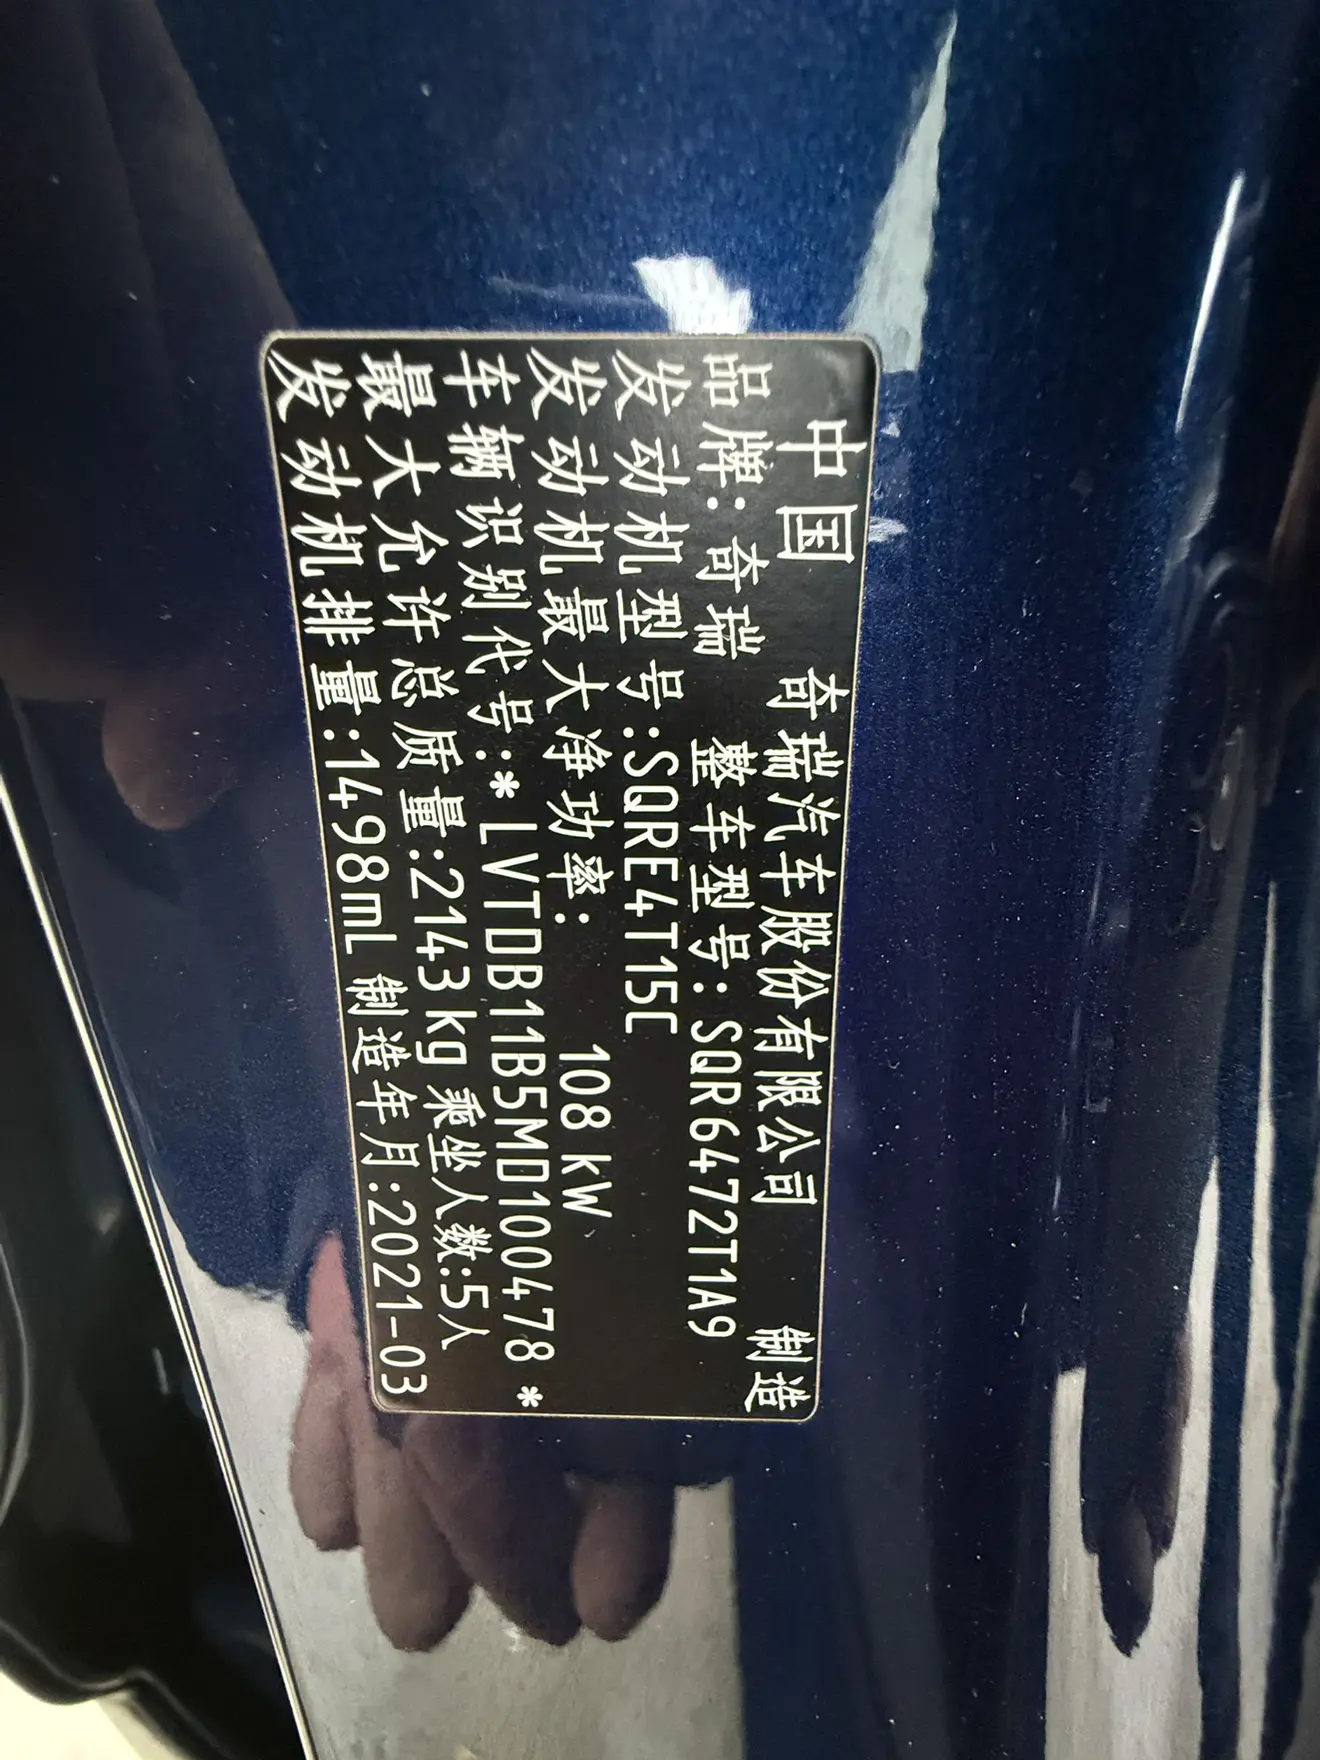 中国 奇瑞汽车股份有限公司 制造
品牌:奇瑞 整车型号:SQR6472T1A9
发动机型号:SQRE4T15C
发动机最大净功率: 108 kW
车辆识别代号:*LVTDB11B5MD100478*
最大允许总质量:2143kg 乘坐人数:5人
发动机排量:1498mL 制造年月:2021-03